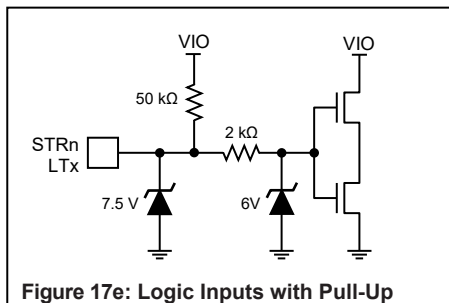 VIO
VIO
50 kΩ
2 kΩ
STRn
LTx
7.5 V
6V
Figure 17e: Logic Inputs with Pull-Up